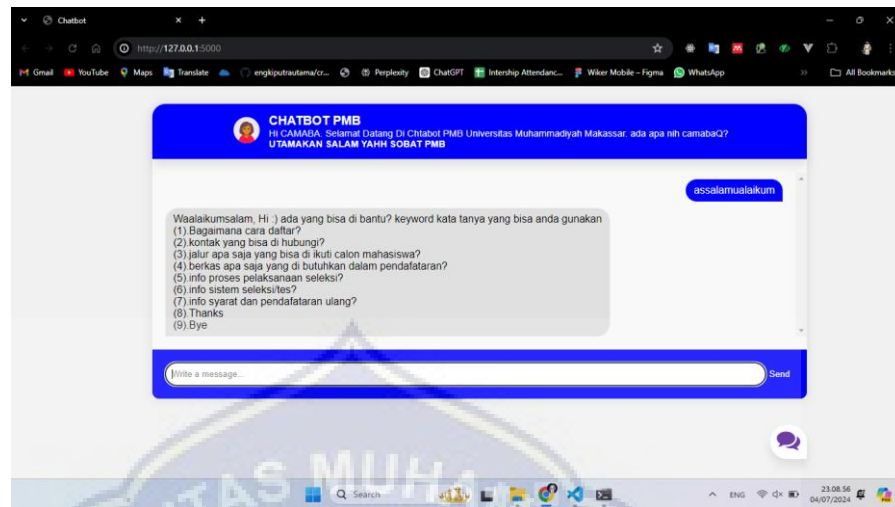 Chatbot
http://127.0.0.1:5000
Gmail YouTube Maps Translate engkiputrautama/cr... Perplexity ChatGPT Intership Attendanc... Wiker Mobile – Figma WhatsApp All Bookmarks
CHATBOT PMB
Hi CAMABA. Selamat Datang Di Chtabot PMB Universitas Muhammadiyah Makassar. ada apa nih camabaQ?
UTAMAKAN SALAM YAHH SOBAT PMB
assalamualaikum
Waalaikumsalam, Hi :) ada yang bisa di bantu? keyword kata tanya yang bisa anda gunakan
(1).Bagaimana cara daftar?
(2).kontak yang bisa di hubungi?
(3).jalur apa saja yang bisa di ikuti calon mahasiswa?
(4).berkas apa saja yang di butuhkan dalam pendafataran?
(5).info proses pelaksanaan seleksi?
(6).info sistem seleksi/tes?
(7).info syarat dan pendafataran ulang?
(8).Thanks
(9).Bye
Write a message...
Send
AS MUH
Search
ENG
23.08.56
04/07/2024